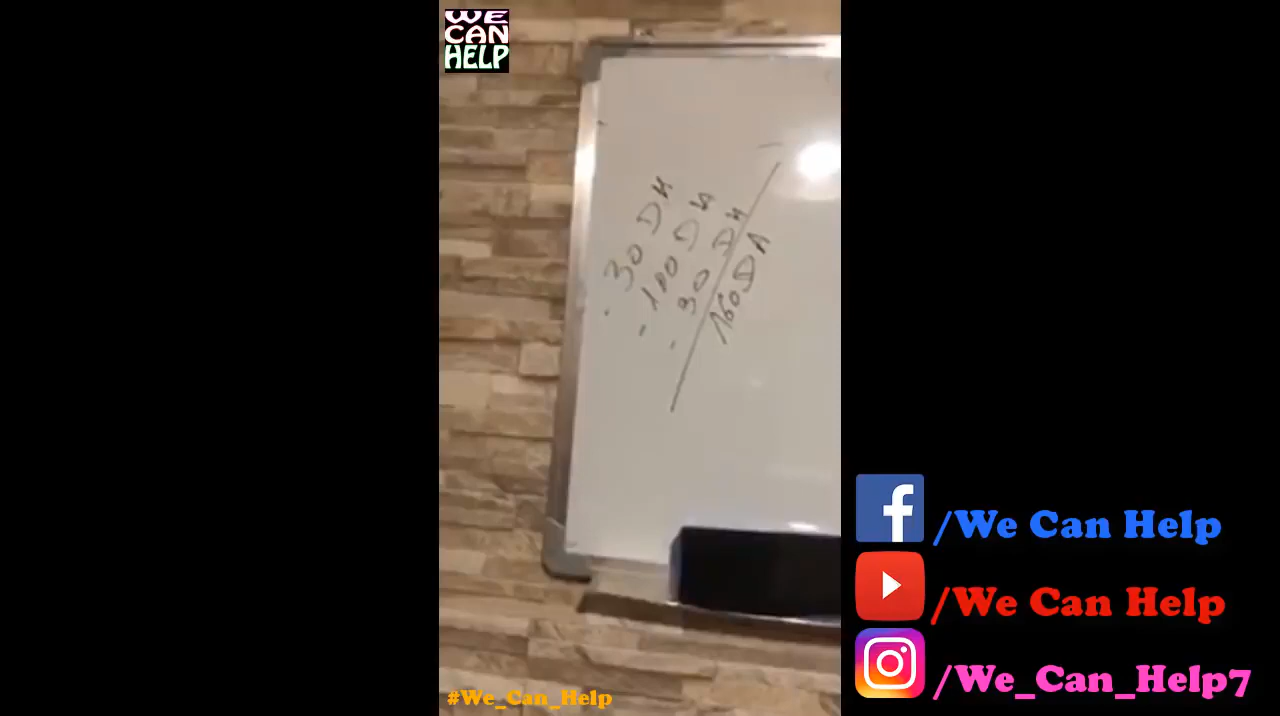 WE
CAN
HELP
- 30 DH
- 100 DH
- 30 DH
160 DH
/We Can Help
/We Can Help
/We_Can_Help7
#We_Can_Help